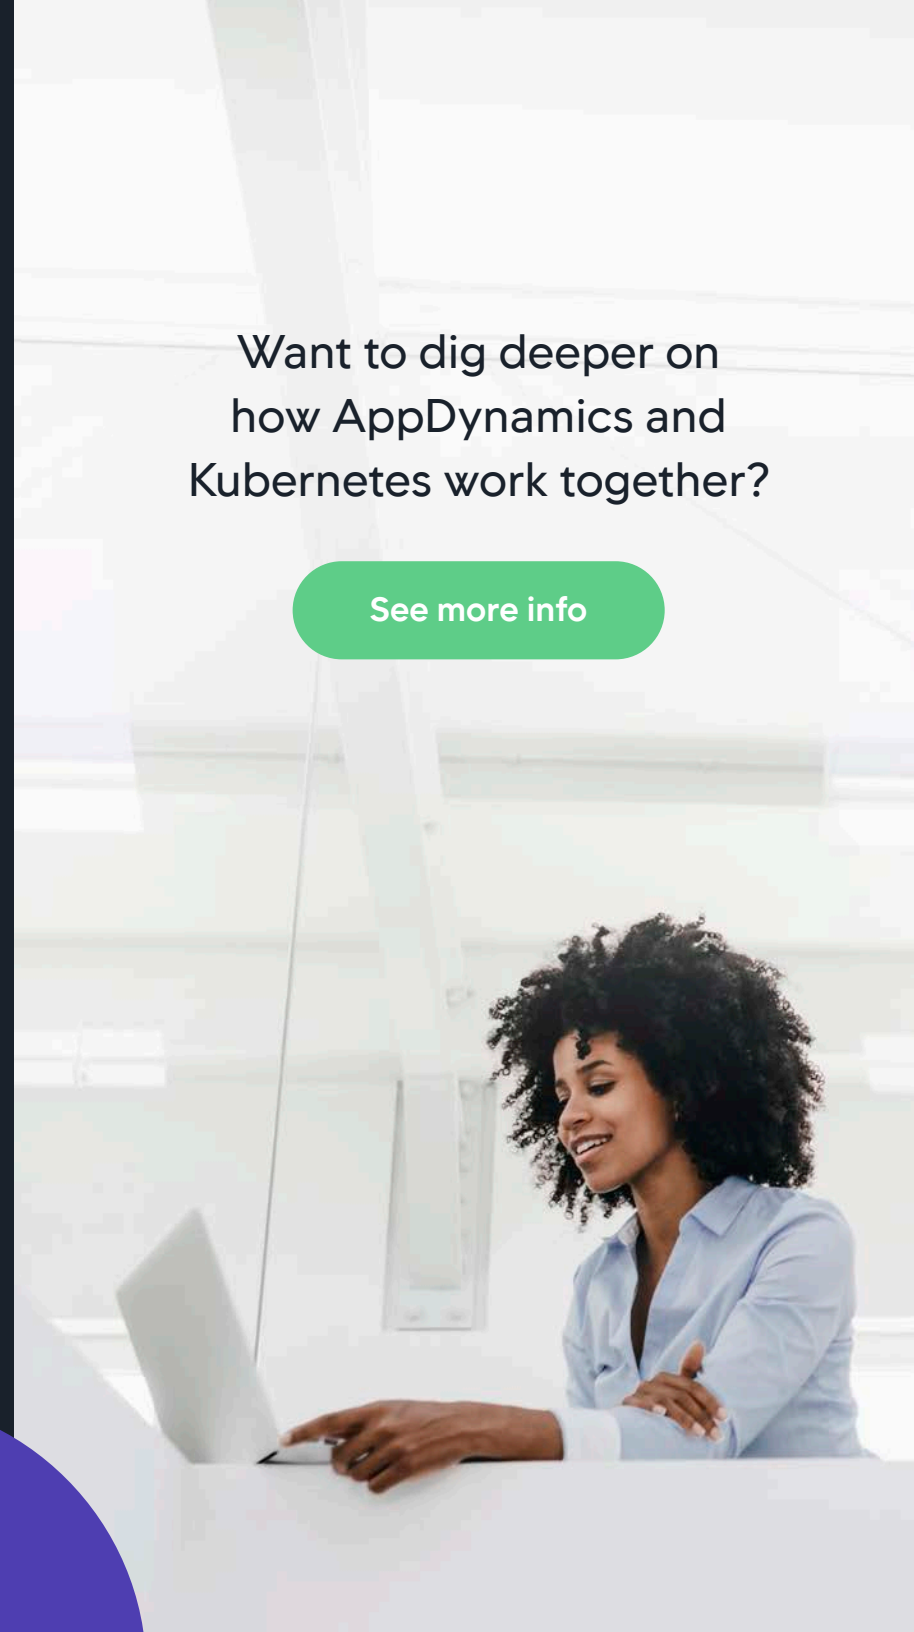 Want to dig deeper on
how AppDynamics and
Kubernetes work together?
See more info